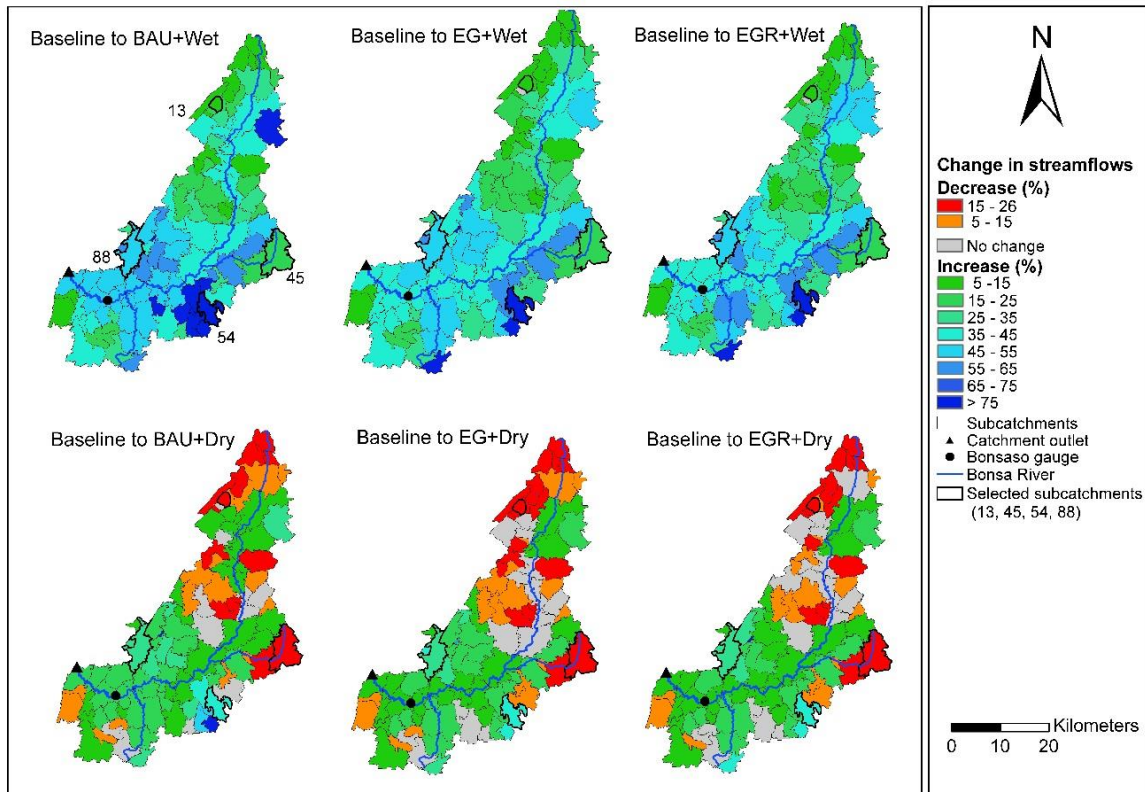 Baseline to BAU+Wet
Baseline to EG+Wet
Baseline to EGR+Wet
13
88
45
54
Baseline to BAU+Dry
Baseline to EG+Dry
Baseline to EGR+Dry
N
Change in streamflows
Decrease (%)
15 - 26
5 - 15
No change
Increase (%)
5 -15
15 - 25
25 - 35
35 - 45
45 - 55
55 - 65
65 - 75
> 75
Subcatchments
Catchment outlet
Bonsaso gauge
Bonsa River
Selected subcatchments
(13, 45, 54, 88)
Kilometers
0 10 20